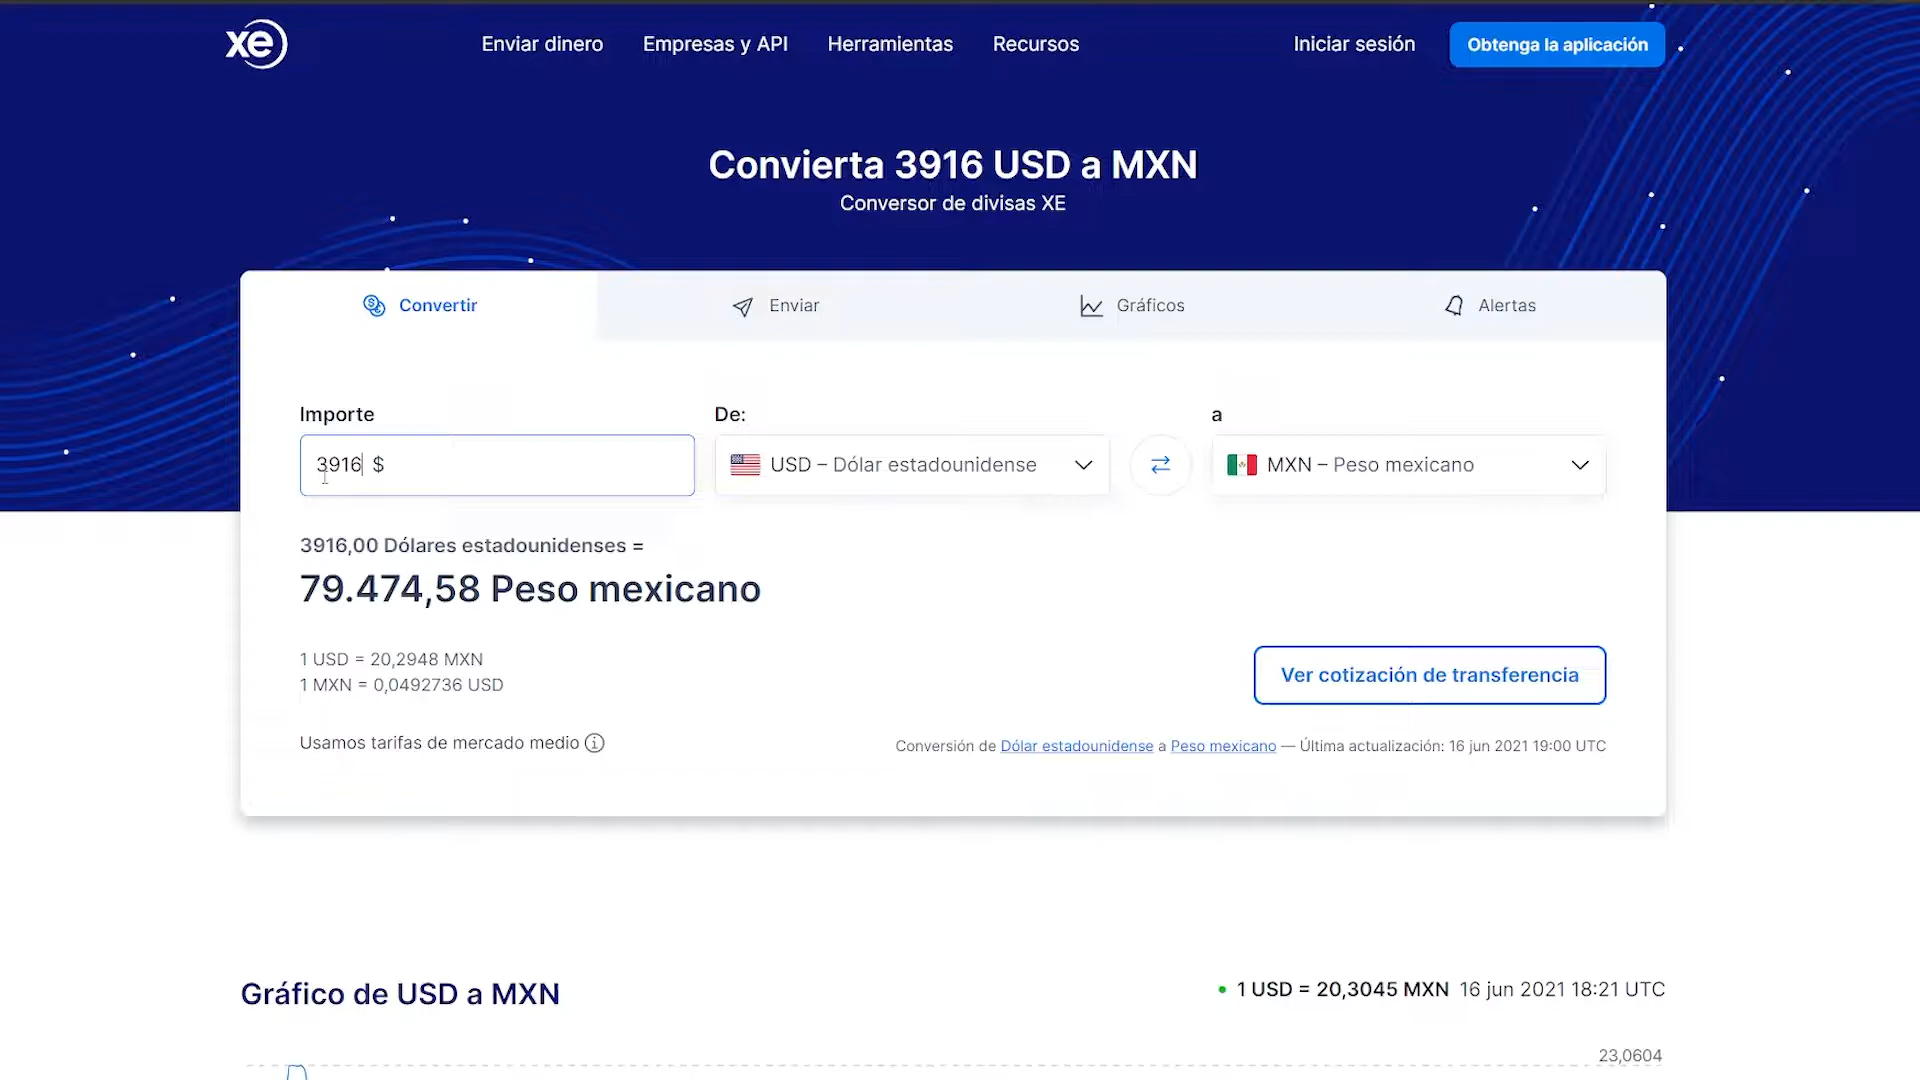 xe
Enviar dinero
Empresas y API
Herramientas
Recursos
Iniciar sesión
Obtenga la aplicación
Convierta 3916 USD a MXN
Conversor de divisas XE
Convertir
Enviar
Gráficos
Alertas
Importe
De:
a
3916 $
USD – Dólar estadounidense
MXN – Peso mexicano
3916,00 Dólares estadounidenses =
79.474,58 Peso mexicano
1 USD = 20,2948 MXN
1 MXN = 0,0492736 USD
Ver cotización de transferencia
Usamos tarifas de mercado medio
Conversión de Dólar estadounidense a Peso mexicano — Última actualización: 16 jun 2021 19:00 UTC
Gráfico de USD a MXN
1 USD = 20,3045 MXN 16 jun 2021 18:21 UTC
23,0604